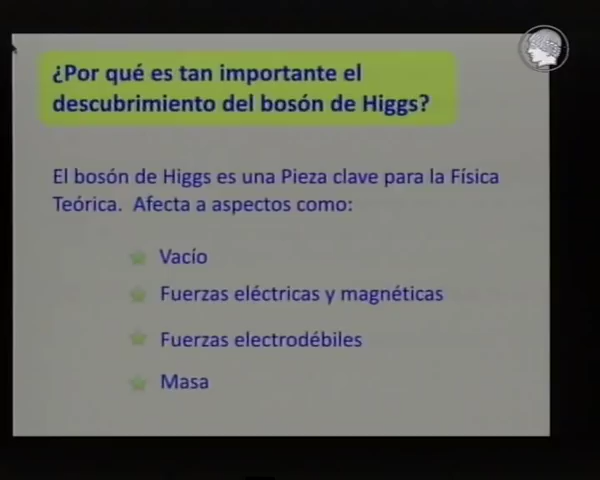 ¿Por qué es tan importante el
descubrimiento del bosón de Higgs?
El bosón de Higgs es una Pieza clave para la Física
Teórica. Afecta a aspectos como:
Vacío
Fuerzas eléctricas y magnéticas
Fuerzas electrodébiles
Masa